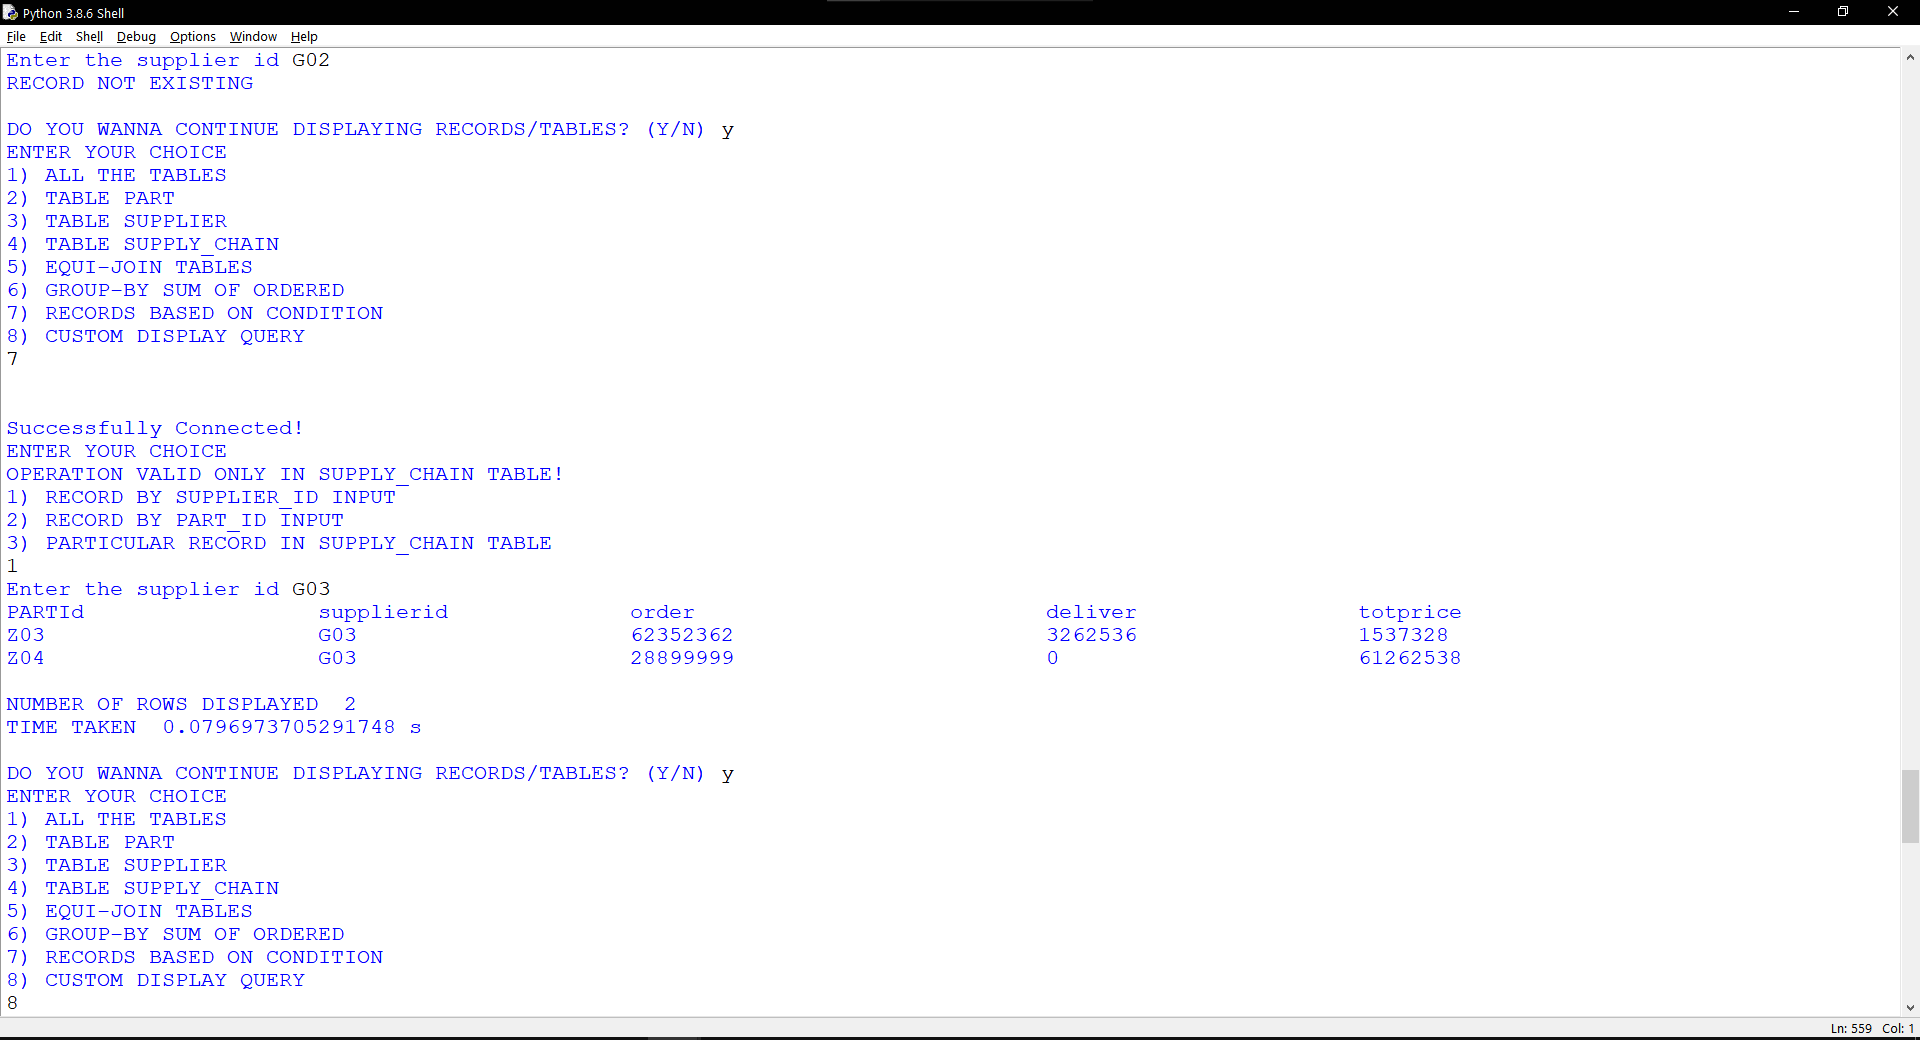 Python 3.8.6 Shell
File Edit Shell Debug Options Window Help
Enter the supplier id G02
RECORD NOT EXISTING
DO YOU WANNA CONTINUE DISPLAYING RECORDS/TABLES? (Y/N) y
ENTER YOUR CHOICE
1) ALL THE TABLES
2) TABLE PART
3) TABLE SUPPLIER
4) TABLE SUPPLY_CHAIN
5) EQUI-JOIN TABLES
6) GROUP-BY SUM OF ORDERED
7) RECORDS BASED ON CONDITION
8) CUSTOM DISPLAY QUERY
7
Successfully Connected!
ENTER YOUR CHOICE
OPERATION VALID ONLY IN SUPPLY_CHAIN TABLE!
1) RECORD BY SUPPLIER_ID INPUT
2) RECORD BY PART_ID INPUT
3) PARTICULAR RECORD IN SUPPLY_CHAIN TABLE
1
Enter the supplier id G03
PARTId supplierid order deliver totprice
Z03 G03 62352362 3262536 1537328
Z04 G03 28899999 0 61262538
NUMBER OF ROWS DISPLAYED 2
TIME TAKEN 0.0796973705291748 s
DO YOU WANNA CONTINUE DISPLAYING RECORDS/TABLES? (Y/N) y
ENTER YOUR CHOICE
1) ALL THE TABLES
2) TABLE PART
3) TABLE SUPPLIER
4) TABLE SUPPLY_CHAIN
5) EQUI-JOIN TABLES
6) GROUP-BY SUM OF ORDERED
7) RECORDS BASED ON CONDITION
8) CUSTOM DISPLAY QUERY
8
Ln: 559 Col: 1